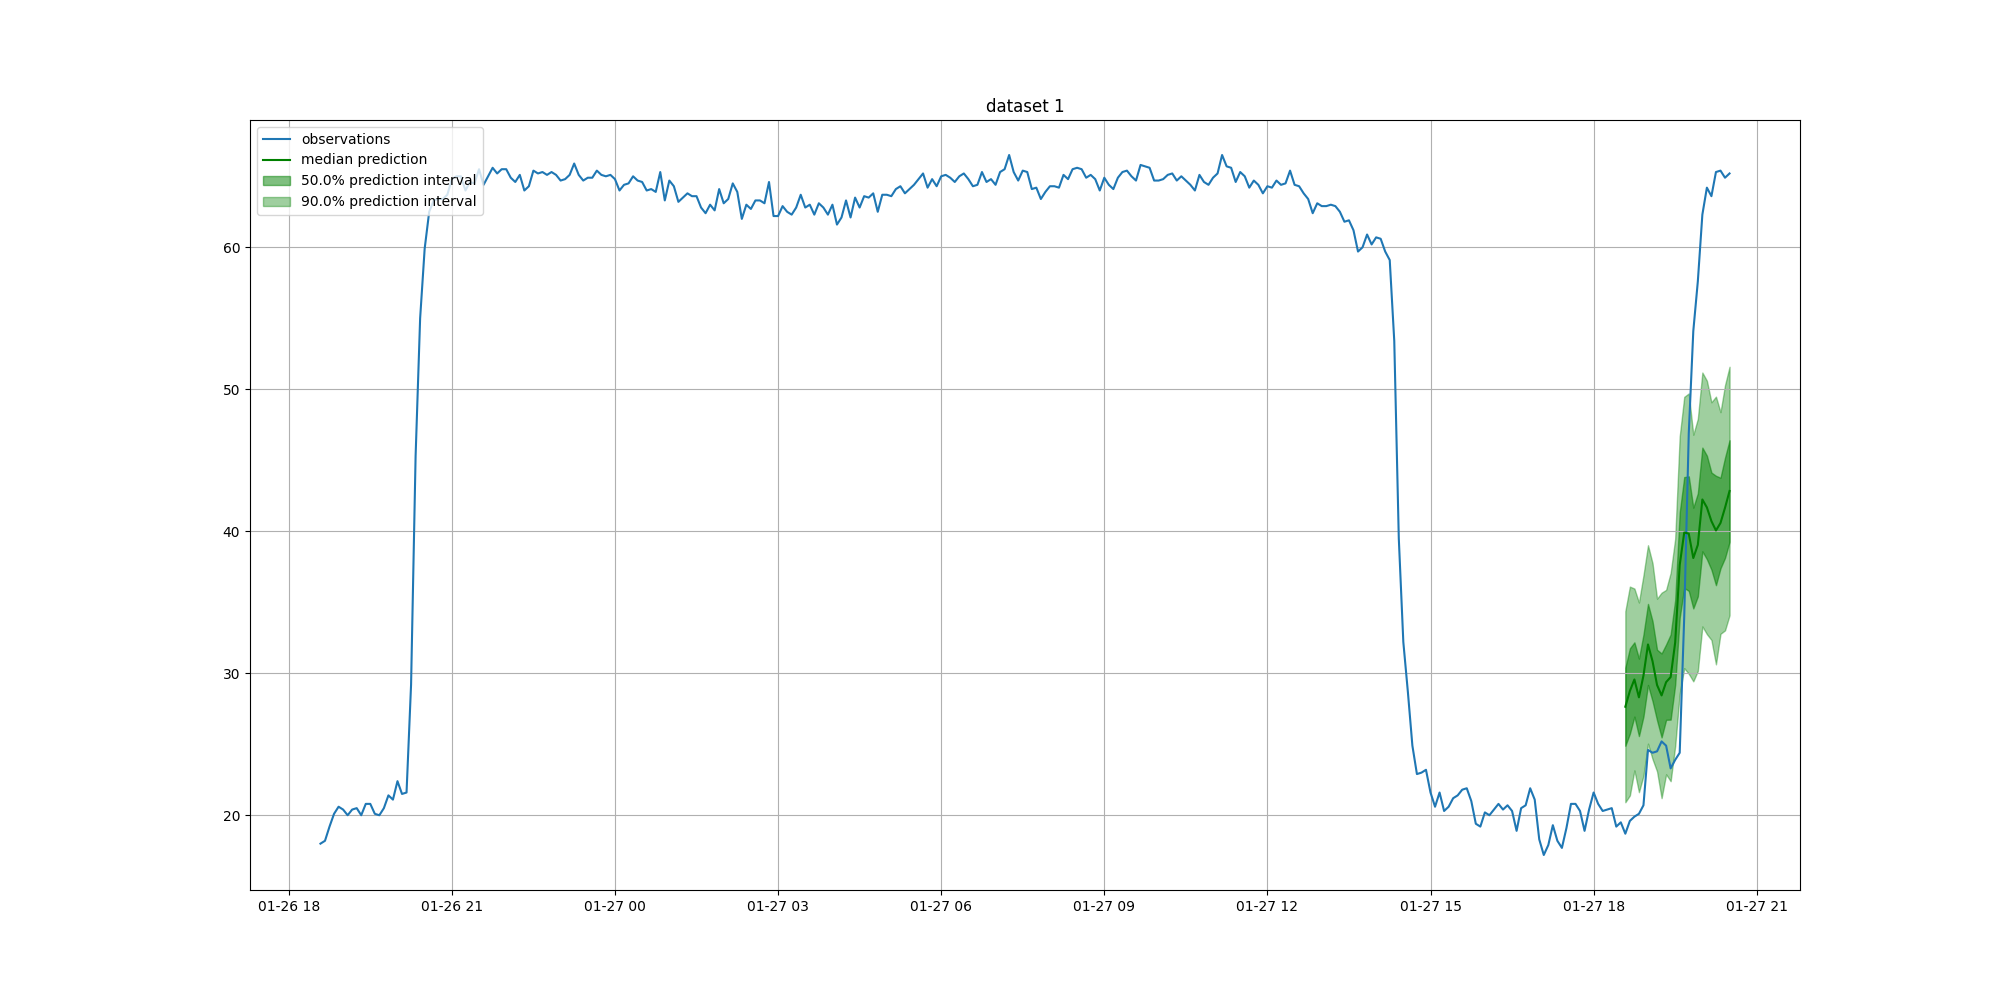 dataset 1
observations
median prediction
50.0% prediction interval
90.0% prediction interval
60
50
40
30
20
01-26 18 01-26 21 01-27 00 01-27 03 01-27 06 01-27 09 01-27 12 01-27 15 01-27 18 01-27 21